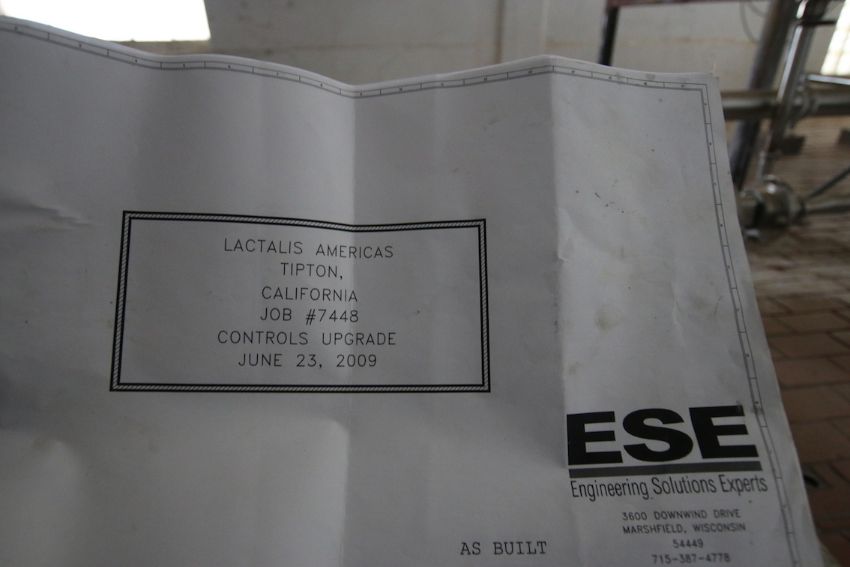 LACTALIS AMERICAS
TIPTON,
CALIFORNIA
JOB #7448
CONTROLS UPGRADE
JUNE 23, 2009
ESE
Engineering Solutions Experts
3600 DOWNWIND DRIVE
MARSHFIELD, WISCONSIN
54449
715-387-4778
AS BUILT